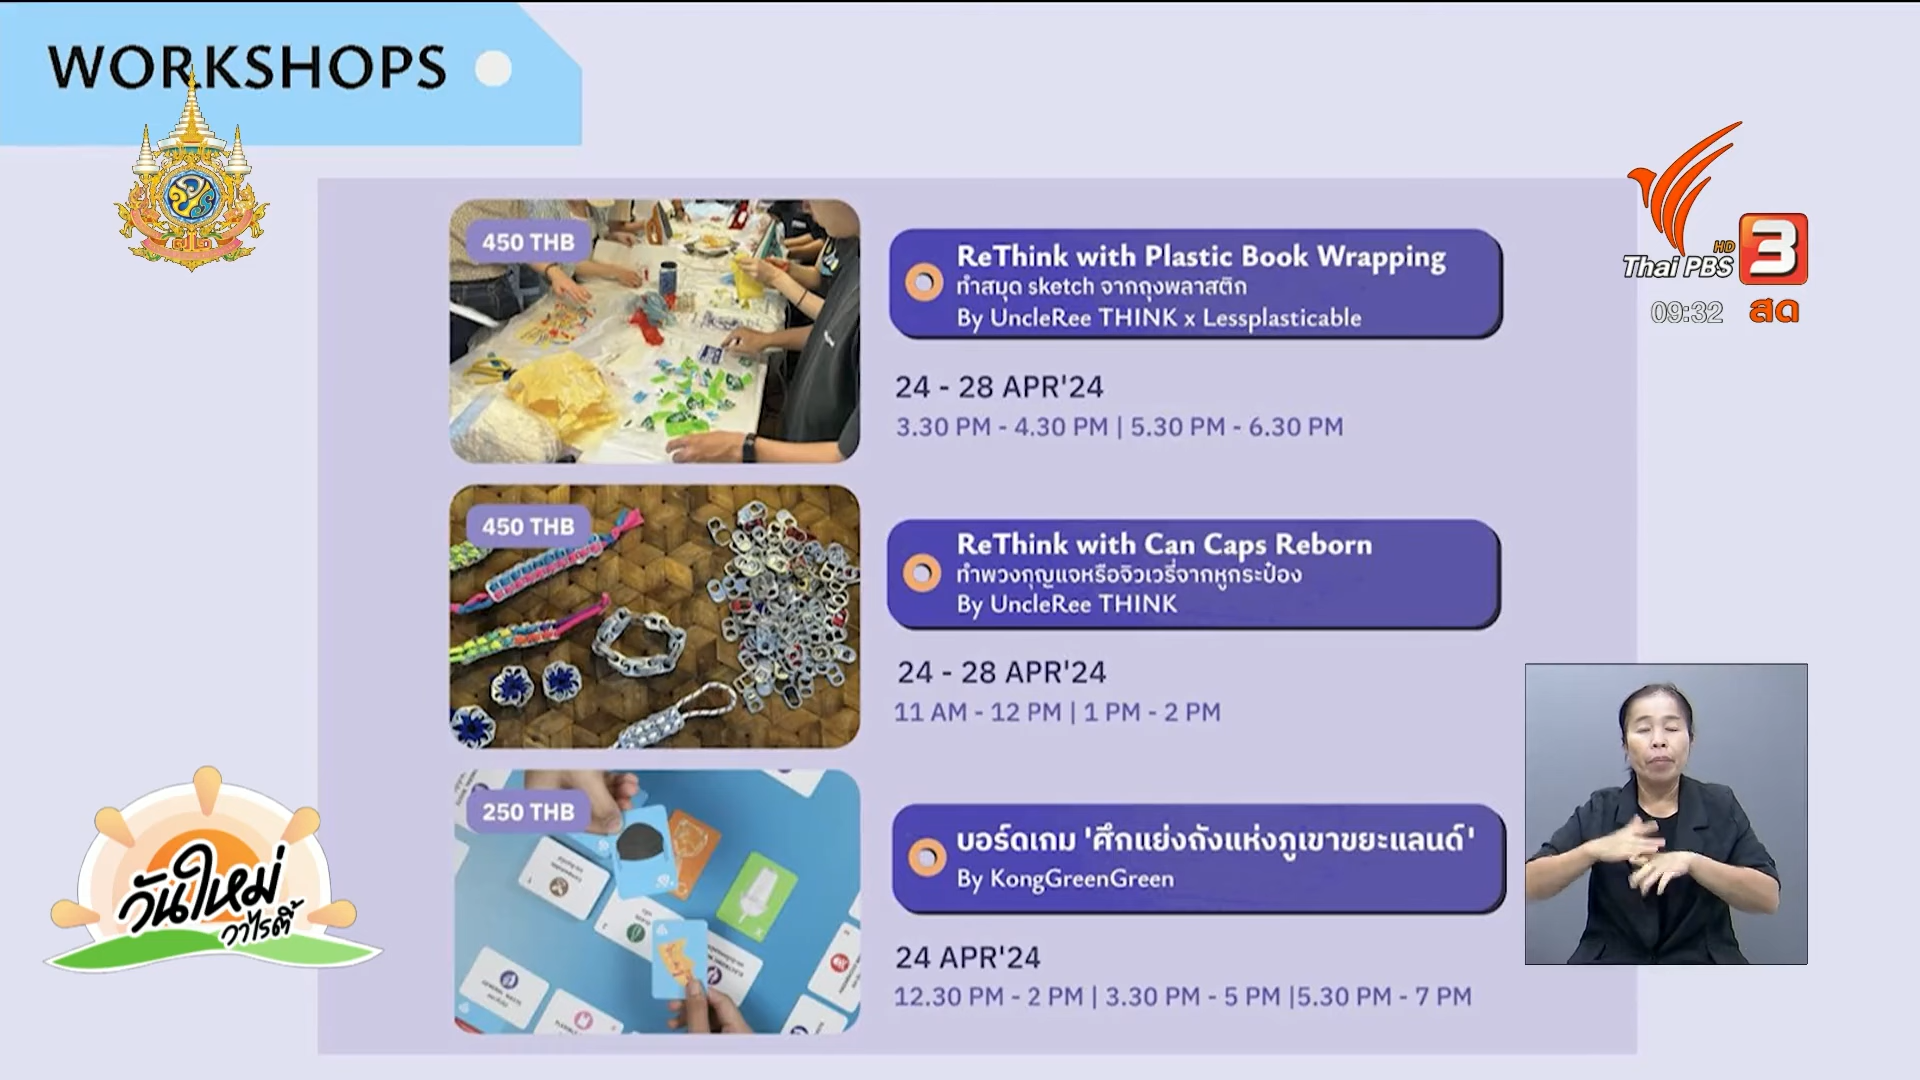 WORKSHOPS
HD
Thai PBS 3
09:32 สด
450 THB
ReThink with Plastic Book Wrapping
ทำสมุด sketch จากถุงพลาสติก
By UncleRee THINK x Lessplasticable
24 - 28 APR'24
3.30 PM - 4.30 PM | 5.30 PM - 6.30 PM
450 THB
ReThink with Can Caps Reborn
ทำพวงกุญแจหรือจิวเวรี่จากหูกระป๋อง
By UncleRee THINK
24 - 28 APR'24
11 AM - 12 PM | 1 PM - 2 PM
250 THB
บอร์ดเกม 'ศึกแย่งถังแห่งภูเขาขยะแลนด์'
By KongGreenGreen
24 APR'24
12.30 PM - 2 PM | 3.30 PM - 5 PM |5.30 PM - 7 PM
วันใหม่
วาไรตี้